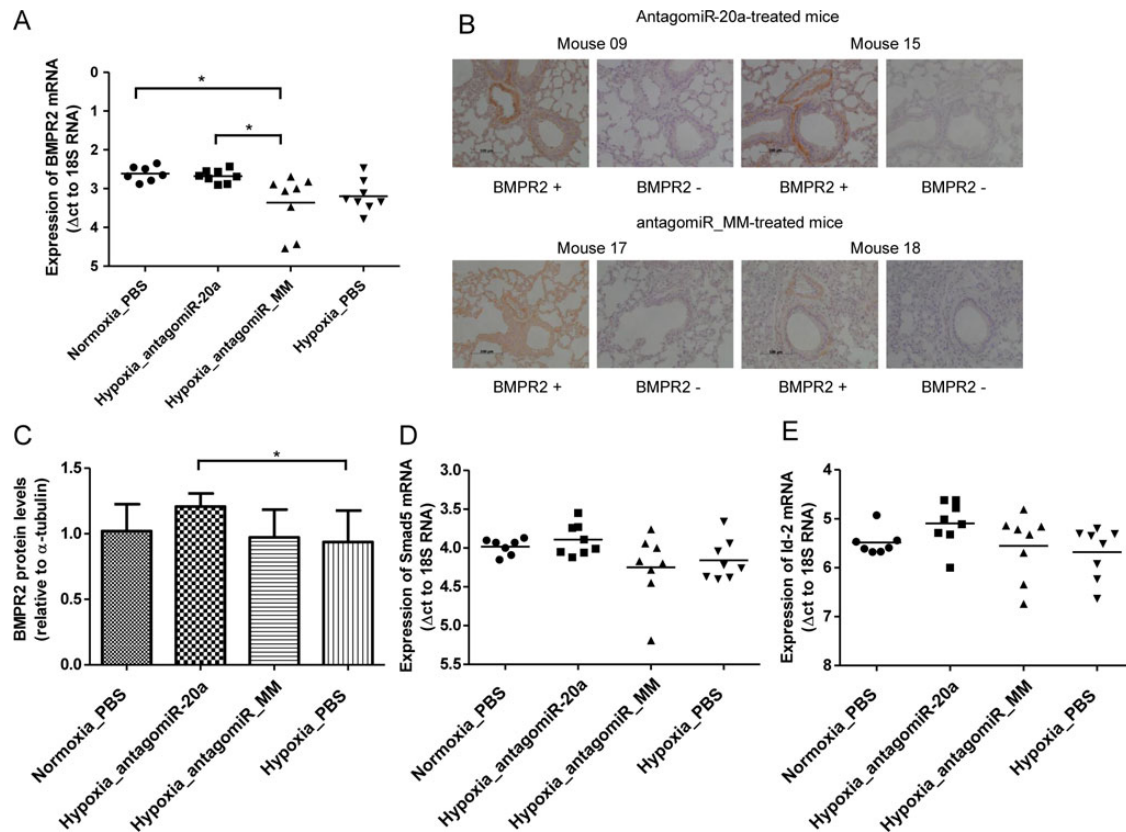 A
Expression of BMPR2 mRNA
(Δct to 18S RNA)
0
1
2
3
4
5
*
*
Normoxia_PBS
Hypoxia_antagomiR-20a
Hypoxia_antagomiR_MM
Hypoxia_PBS
B
AntagomiR-20a-treated mice
Mouse 09
Mouse 15
BMPR2 +
BMPR2 -
BMPR2 +
BMPR2 -
antagomiR_MM-treated mice
Mouse 17
Mouse 18
BMPR2 +
BMPR2 -
BMPR2 +
BMPR2 -
C
BMPR2 protein levels
(relative to α-tubulin)
1.5
1.0
0.5
0.0
*
Normoxia_PBS
Hypoxia_antagomiR-20a
Hypoxia_antagomiR_MM
Hypoxia_PBS
D
Expression of Smad5 mRNA
(Δct to 18S RNA)
3.0
3.5
4.0
4.5
5.0
5.5
Normoxia_PBS
Hypoxia_antagomiR-20a
Hypoxia_antagomiR_MM
Hypoxia_PBS
E
Expression of Id-2 mRNA
(Δct to 18S RNA)
4
5
6
7
8
Normoxia_PBS
Hypoxia_antagomiR-20a
Hypoxia_antagomiR_MM
Hypoxia_PBS